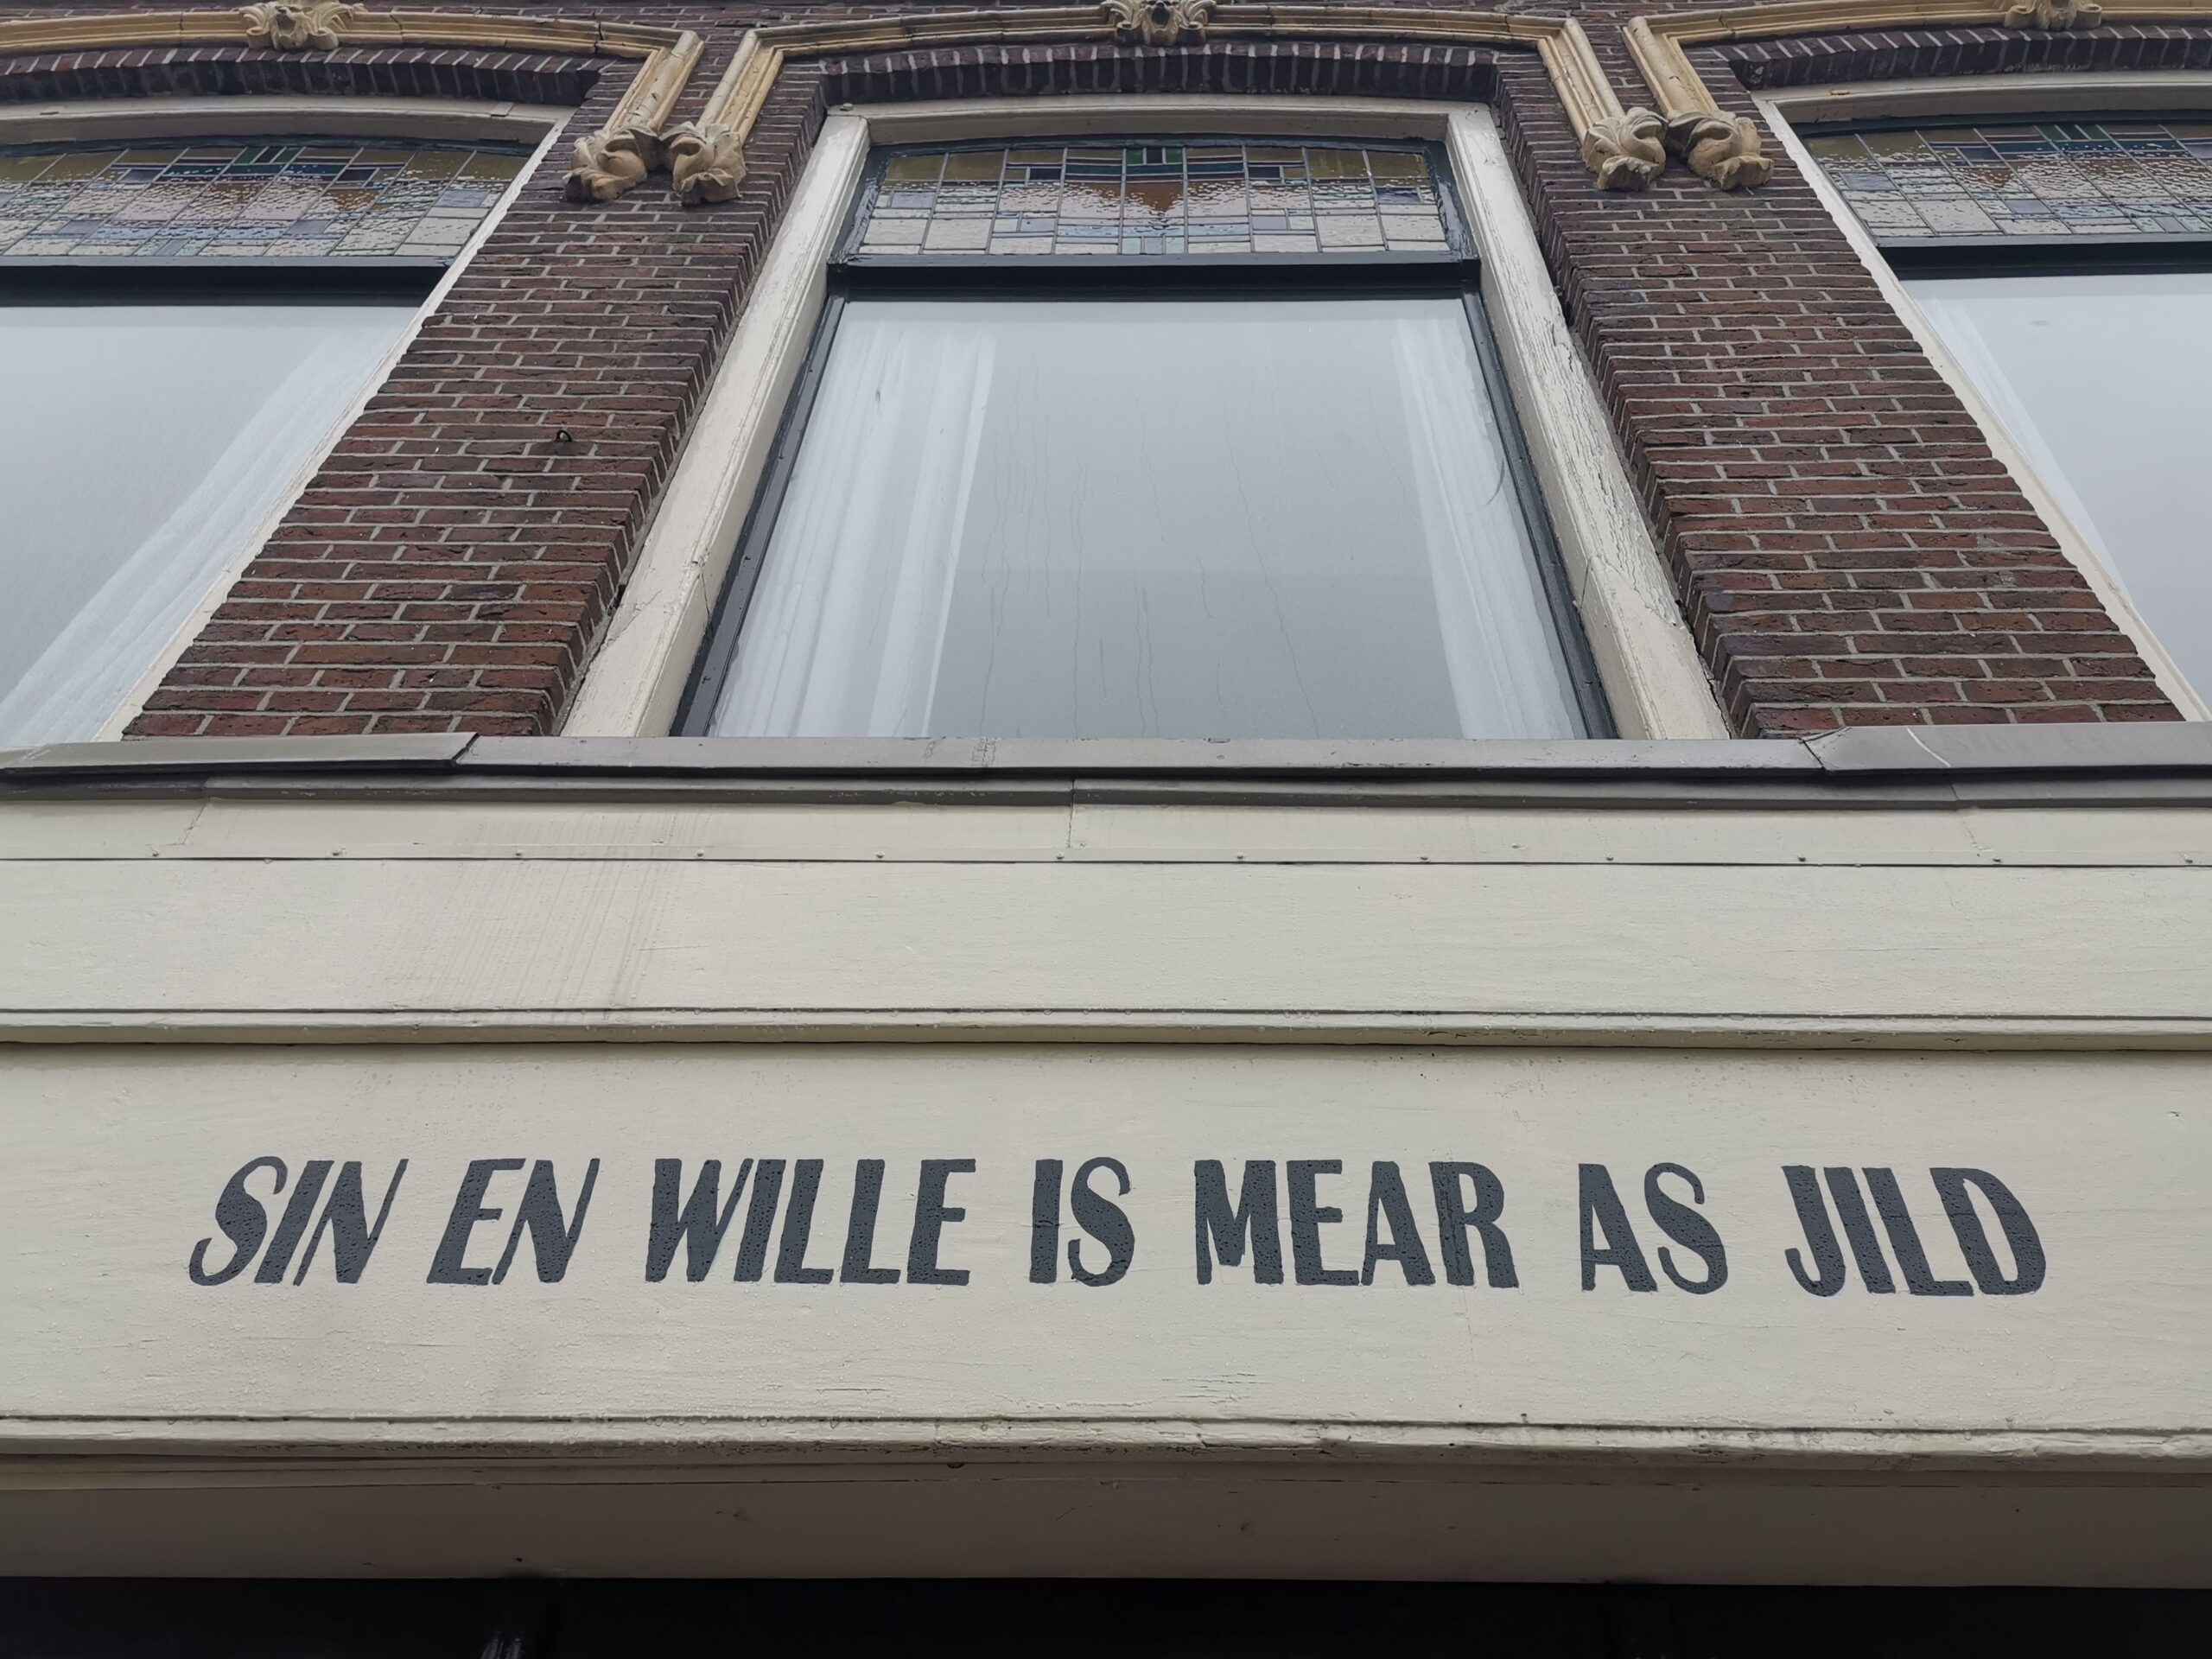 SIN EN WILLE IS MEAR AS JILD